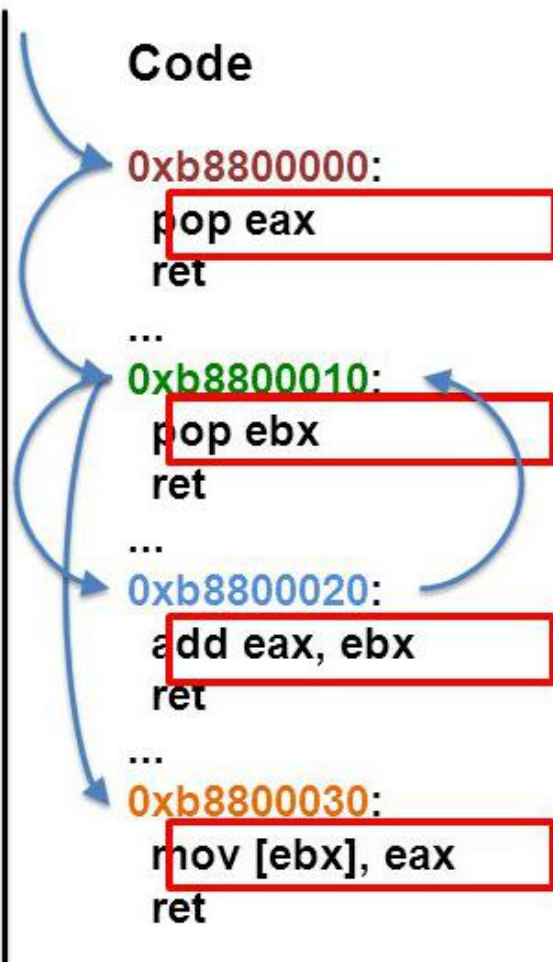 Code
0xb8800000:
pop eax
ret
...
0xb8800010:
pop ebx
ret
...
0xb8800020:
add eax, ebx
ret
...
0xb8800030:
mov [ebx], eax
ret